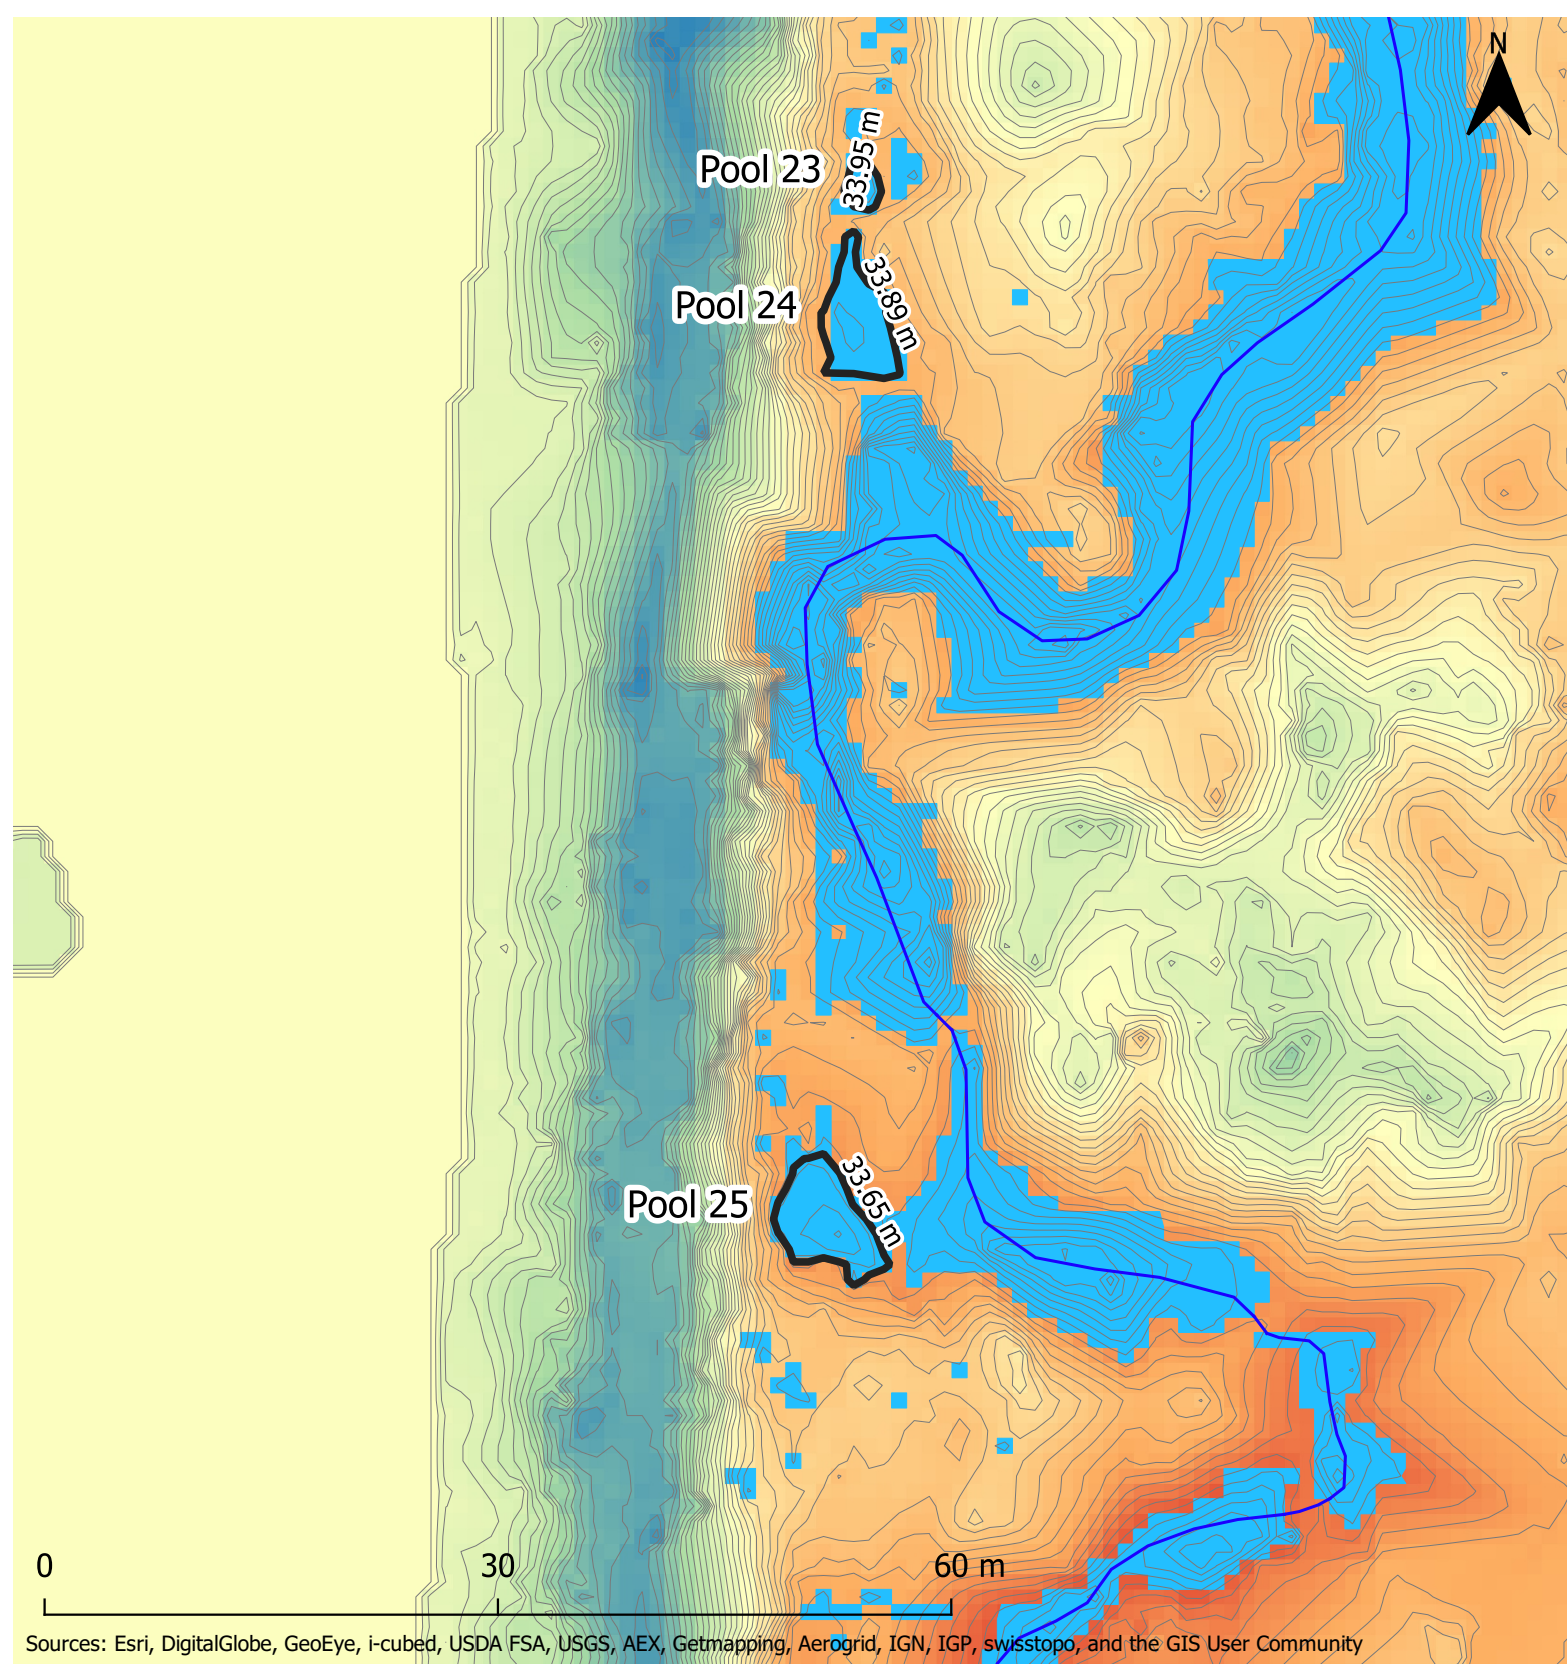 N
Pool 23
33.95 m
Pool 24
33.89 m
Pool 25
33.65 m
0 30 60 m
Sources: Esri, DigitalGlobe, GeoEye, i-cubed, USDA FSA, USGS, AEX, Getmapping, Aerogrid, IGN, IGP, swisstopo, and the GIS User Community